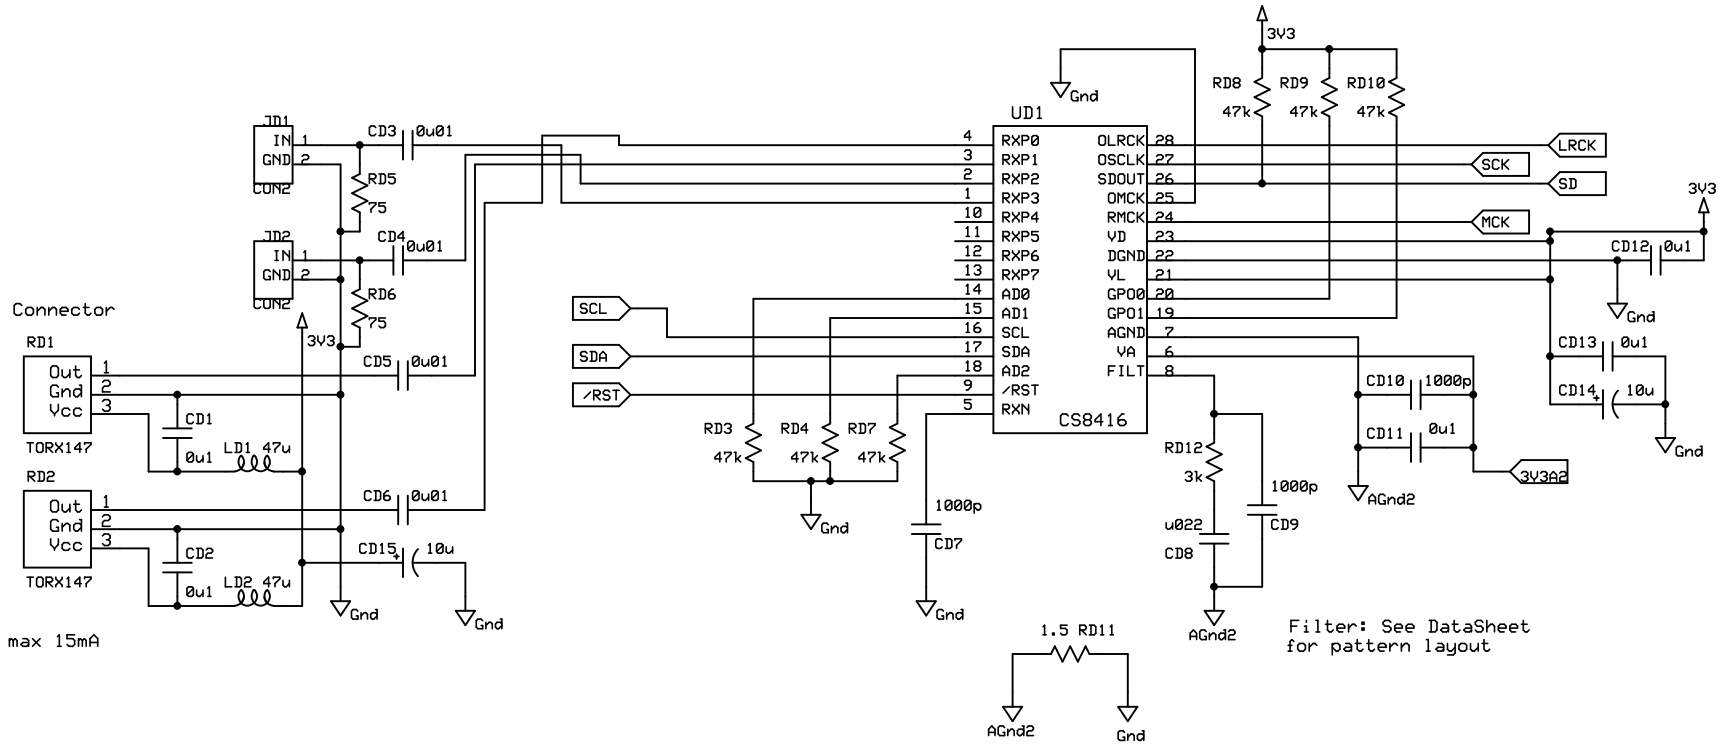 3V3
RD8
47k
RD9
47k
RD10
47k
Gnd
UD1
JD1
IN 1
GND 2
CON2
CD3 0u01
RD5
75
JD2
IN 1
GND 2
CON2
CD4 0u01
RD6
75
3V3
Connector
RD1
Out 1
Gnd 2
Vcc 3
TORX147
CD1
0u1
LD1 47u
CD5 0u01
RD2
Out 1
Gnd 2
Vcc 3
TORX147
CD2
0u1
LD2 47u
CD6 0u01
CD15 + 10u
Gnd
Gnd
max 15mA
SCL
SDA
/RST
4 RXP0
3 RXP1
2 RXP2
1 RXP3
10 RXP4
11 RXP5
12 RXP6
13 RXP7
14 AD0
15 AD1
16 SCL
17 SDA
18 AD2
9 /RST
5 RXN
OLRCK 28
OSCLK 27
SDOUT 26
OMCK 25
RMCK 24
VD 23
DGND 22
VL 21
GPO0 20
GPO1 19
AGND 7
VA 6
FILT 8
CS8416
LRCK
SCK
SD
MCK
3V3
CD12 0u1
Gnd
CD13 0u1
CD14 + 10u
Gnd
CD10 1000p
CD11 0u1
AGnd2
3V3A2
RD3
47k
RD4
47k
RD7
47k
Gnd
1000p
CD7
Gnd
RD12
3k
u022
CD8
1000p
CD9
AGnd2
1.5 RD11
AGnd2
Gnd
Filter: See DataSheet
for pattern layout